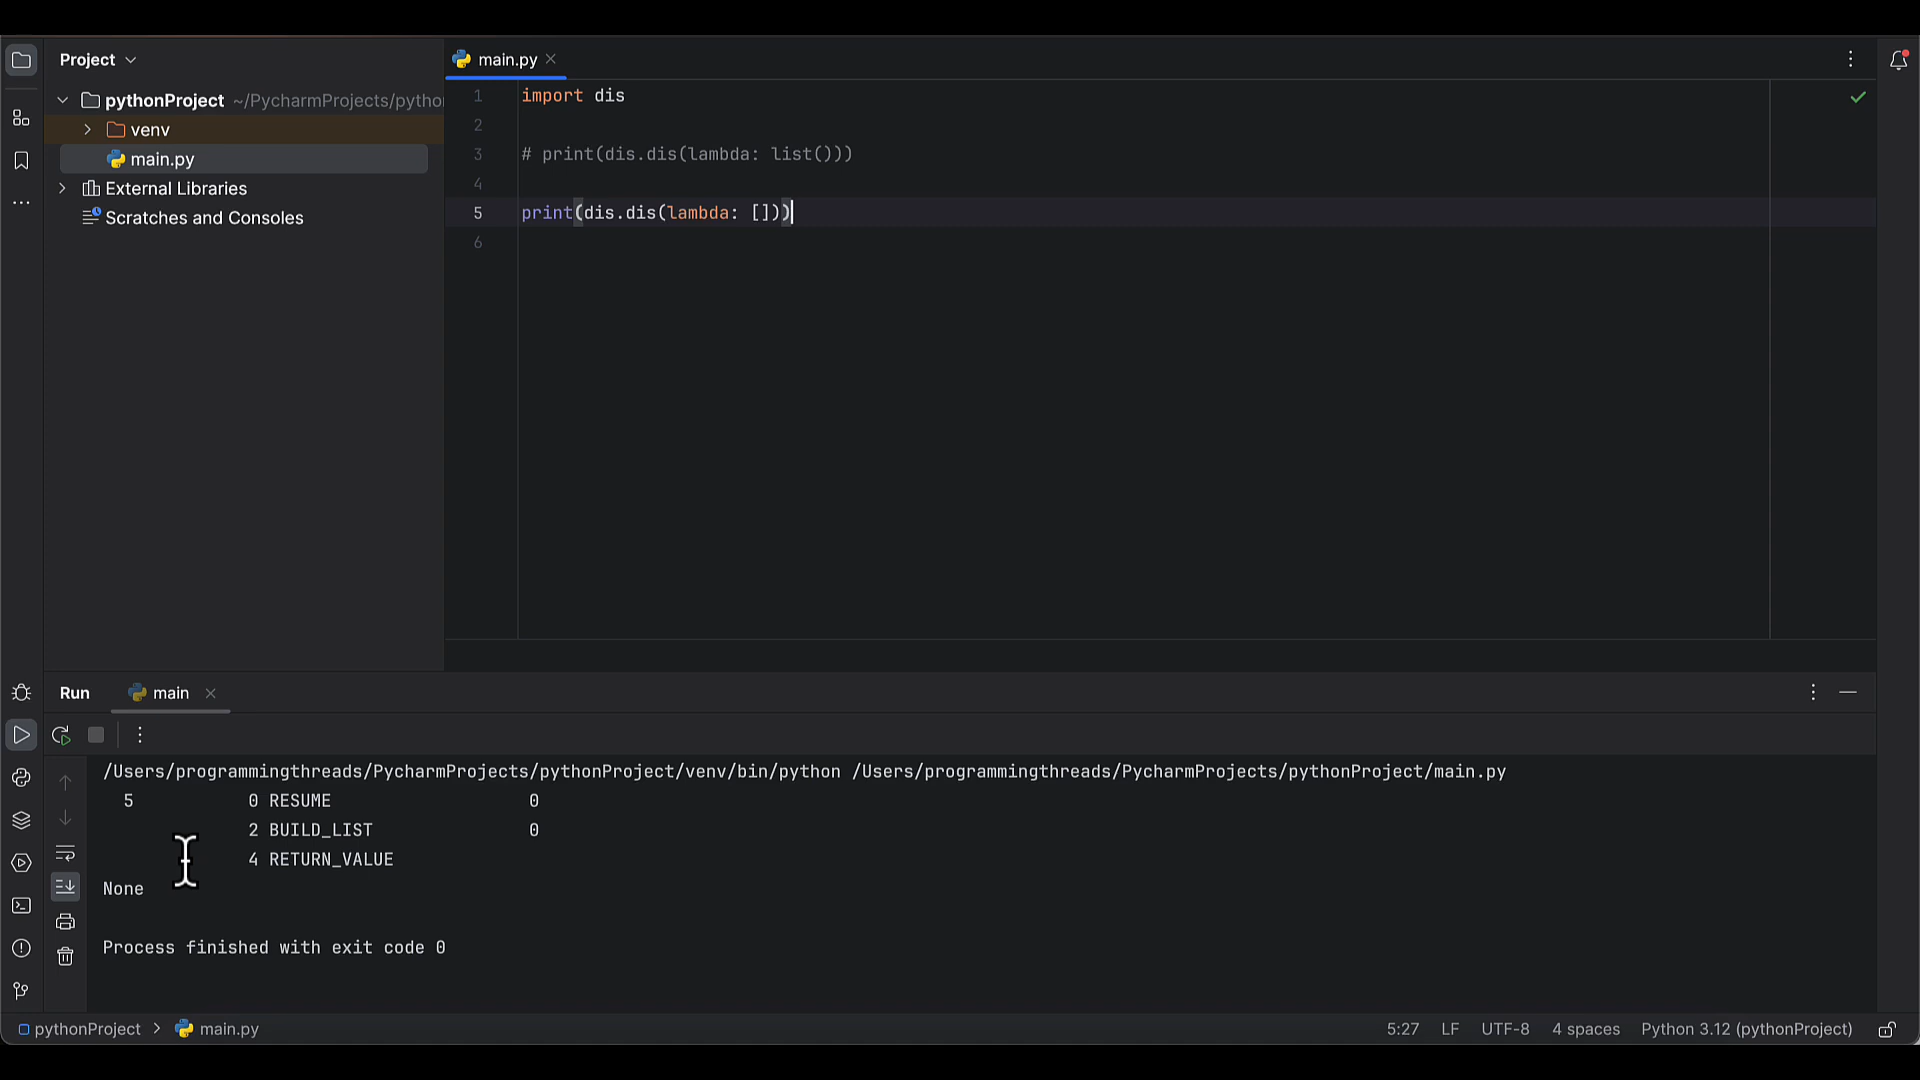 Project
main.py
pythonProject ~/PycharmProjects/pytho
venv
main.py
External Libraries
Scratches and Consoles
1 import dis
2
3 # print(dis.dis(lambda: list()))
4
5 print(dis.dis(lambda: []))
6
Run main
/Users/programmingthreads/PycharmProjects/pythonProject/venv/bin/python /Users/programmingthreads/PycharmProjects/pythonProject/main.py
5 0 RESUME 0
2 BUILD_LIST 0
4 RETURN_VALUE
None
Process finished with exit code 0
pythonProject > main.py 5:27 LF UTF-8 4 spaces Python 3.12 (pythonProject)